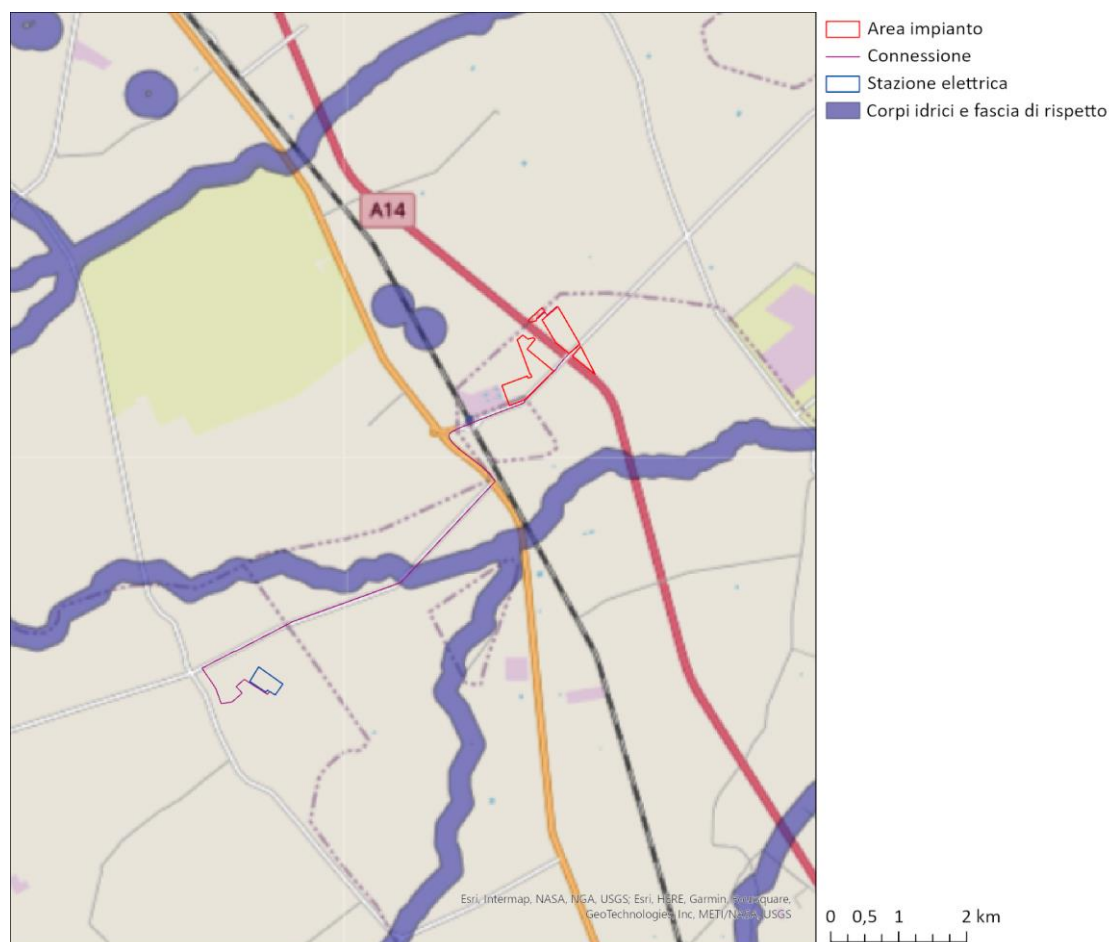 Area impianto
Connessione
Stazione elettrica
Corpi idrici e fascia di rispetto
A14
Esri, Intermap, NASA, NGA, USGS; Esri, HERE, Garmin, Foursquare,
GeoTechnologies, Inc, METI/NASA, USGS
0 0,5 1 2 km